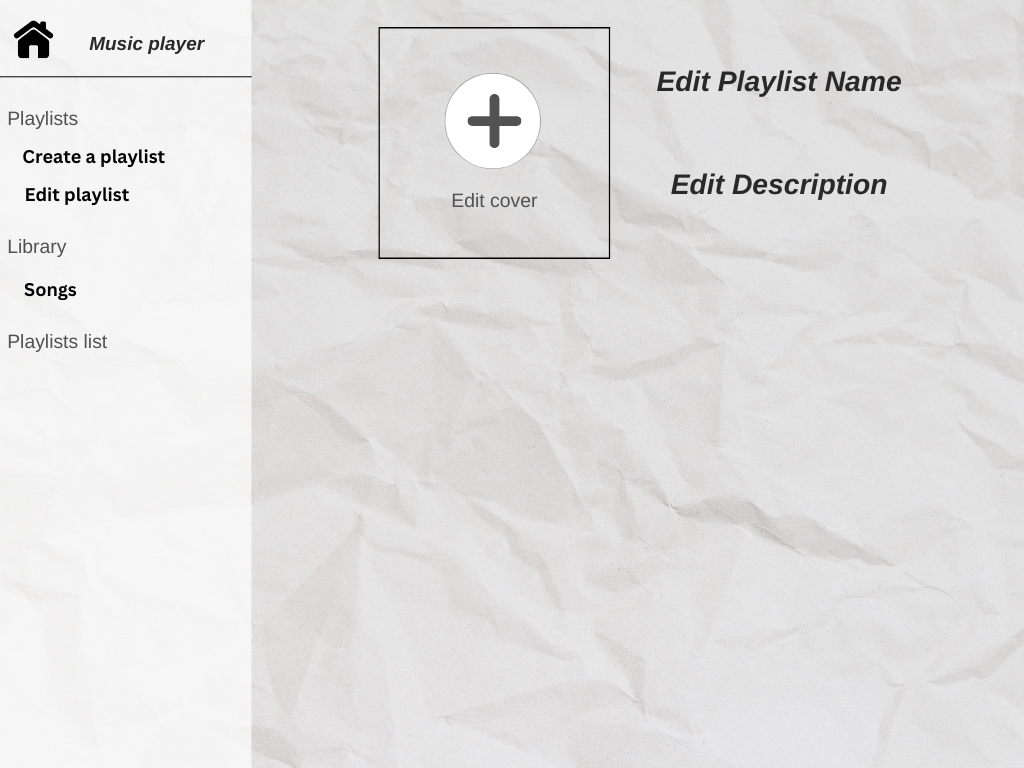 Music player
Playlists
Create a playlist
Edit playlist
Library
Songs
Playlists list
Edit cover
Edit Playlist Name
Edit Description